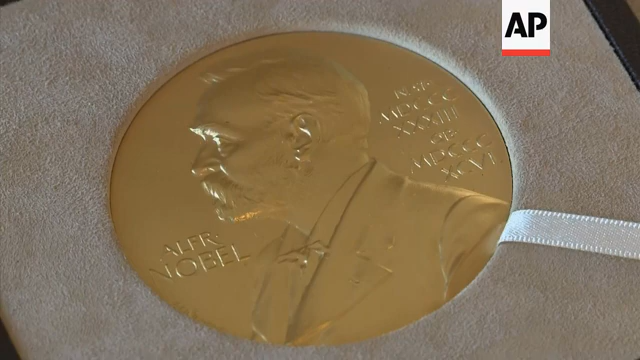 AP
ALFR·
NOBEL
NAT·
MDCCC
XXXIII
OB·
MDCCC
XCVI